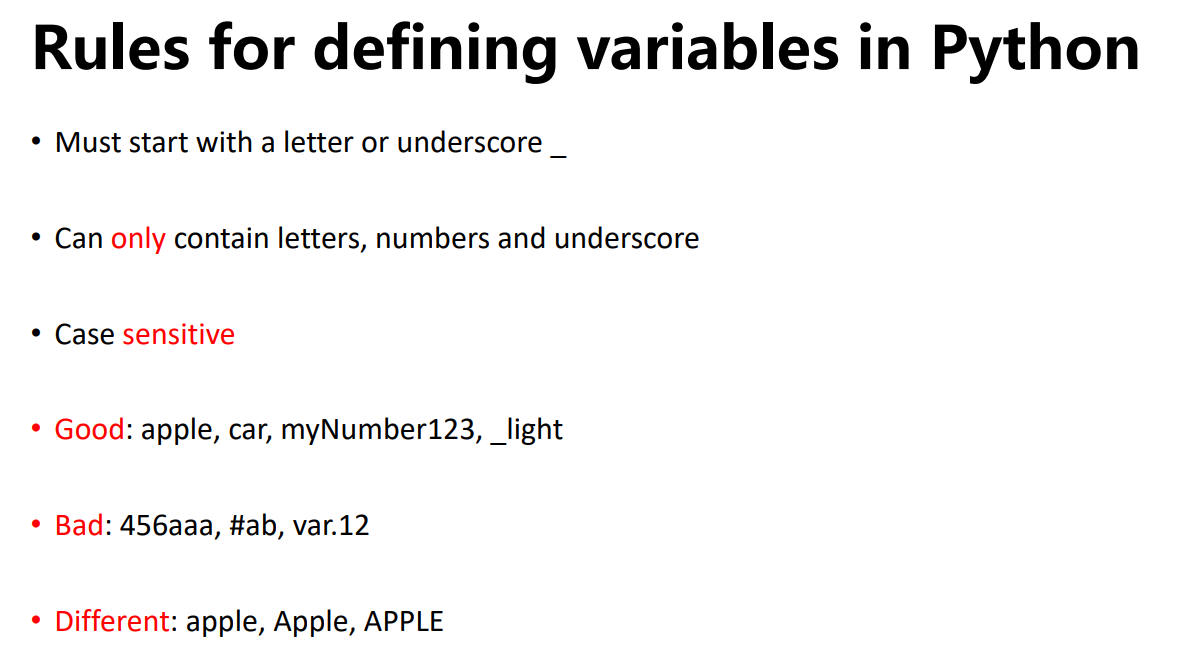 Rules for defining variables in Python
• Must start with a letter or underscore _
• Can only contain letters, numbers and underscore
• Case sensitive
• Good: apple, car, myNumber123, _light
• Bad: 456aaa, #ab, var.12
• Different: apple, Apple, APPLE